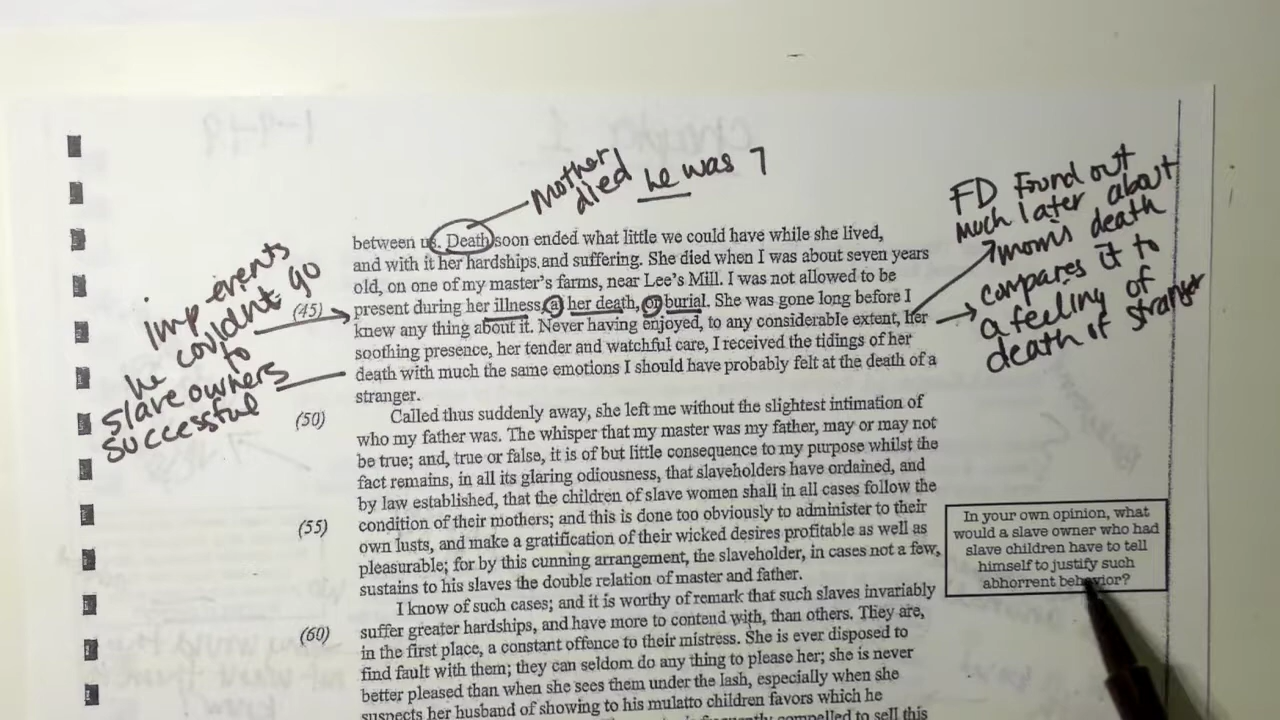 Mother
died he was 7
FD Found out
much later about
mom's death
compares it to
a feeling of
death of stranger
imp events
he couldn't go
to
slave owners
successful
between us. Death soon ended what little we could have while she lived,
and with it her hardships and suffering. She died when I was about seven years
old, on one of my master's farms, near Lee's Mill. I was not allowed to be
(45) present during her illness, at her death, or burial. She was gone long before I
knew any thing about it. Never having enjoyed, to any considerable extent, her
soothing presence, her tender and watchful care, I received the tidings of her
death with much the same emotions I should have probably felt at the death of a
stranger.
(50) Called thus suddenly away, she left me without the slightest intimation of
who my father was. The whisper that my master was my father, may or may not
be true; and, true or false, it is of but little consequence to my purpose whilst the
fact remains, in all its glaring odiousness, that slaveholders have ordained, and
by law established, that the children of slave women shall in all cases follow the
(55) condition of their mothers; and this is done too obviously to administer to their
own lusts, and make a gratification of their wicked desires profitable as well as
pleasurable; for by this cunning arrangement, the slaveholder, in cases not a few,
sustains to his slaves the double relation of master and father.
I know of such cases; and it is worthy of remark that such slaves invariably
(60) suffer greater hardships, and have more to contend with, than others. They are,
in the first place, a constant offence to their mistress. She is ever disposed to
find fault with them; they can seldom do any thing to please her; she is never
better pleased than when she sees them under the lash, especially when she
suspects her husband of showing to his mulatto children favors which he
compelled to sell this
In your own opinion, what
would a slave owner who had
slave children have to tell
himself to justify such
abhorrent behavior?